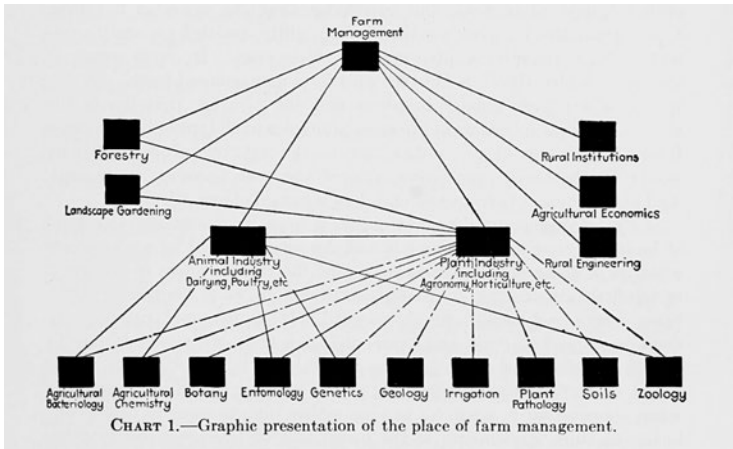 Farm
Management
Forestry
Rural Institutions
Landscape Gardening
Agricultural Economics
Animal Industry
including
Dairying, Poultry, etc
Plant Industry
including
Agronomy, Horticulture, etc.
Rural Engineering
Agricultural
Bacteriology
Agricultural
Chemistry
Botany
Entomology
Genetics
Geology
Irrigation
Plant
Pathology
Soils
Zoology
CHART 1.—Graphic presentation of the place of farm management.